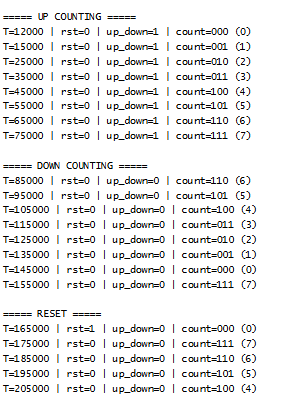 ===== UP COUNTING =====
T=12000 | rst=0 | up_down=1 | count=000 (0)
T=15000 | rst=0 | up_down=1 | count=001 (1)
T=25000 | rst=0 | up_down=1 | count=010 (2)
T=35000 | rst=0 | up_down=1 | count=011 (3)
T=45000 | rst=0 | up_down=1 | count=100 (4)
T=55000 | rst=0 | up_down=1 | count=101 (5)
T=65000 | rst=0 | up_down=1 | count=110 (6)
T=75000 | rst=0 | up_down=1 | count=111 (7)
===== DOWN COUNTING =====
T=85000 | rst=0 | up_down=0 | count=110 (6)
T=95000 | rst=0 | up_down=0 | count=101 (5)
T=105000 | rst=0 | up_down=0 | count=100 (4)
T=115000 | rst=0 | up_down=0 | count=011 (3)
T=125000 | rst=0 | up_down=0 | count=010 (2)
T=135000 | rst=0 | up_down=0 | count=001 (1)
T=145000 | rst=0 | up_down=0 | count=000 (0)
T=155000 | rst=0 | up_down=0 | count=111 (7)
===== RESET =====
T=165000 | rst=1 | up_down=0 | count=000 (0)
T=175000 | rst=0 | up_down=0 | count=111 (7)
T=185000 | rst=0 | up_down=0 | count=110 (6)
T=195000 | rst=0 | up_down=0 | count=101 (5)
T=205000 | rst=0 | up_down=0 | count=100 (4)